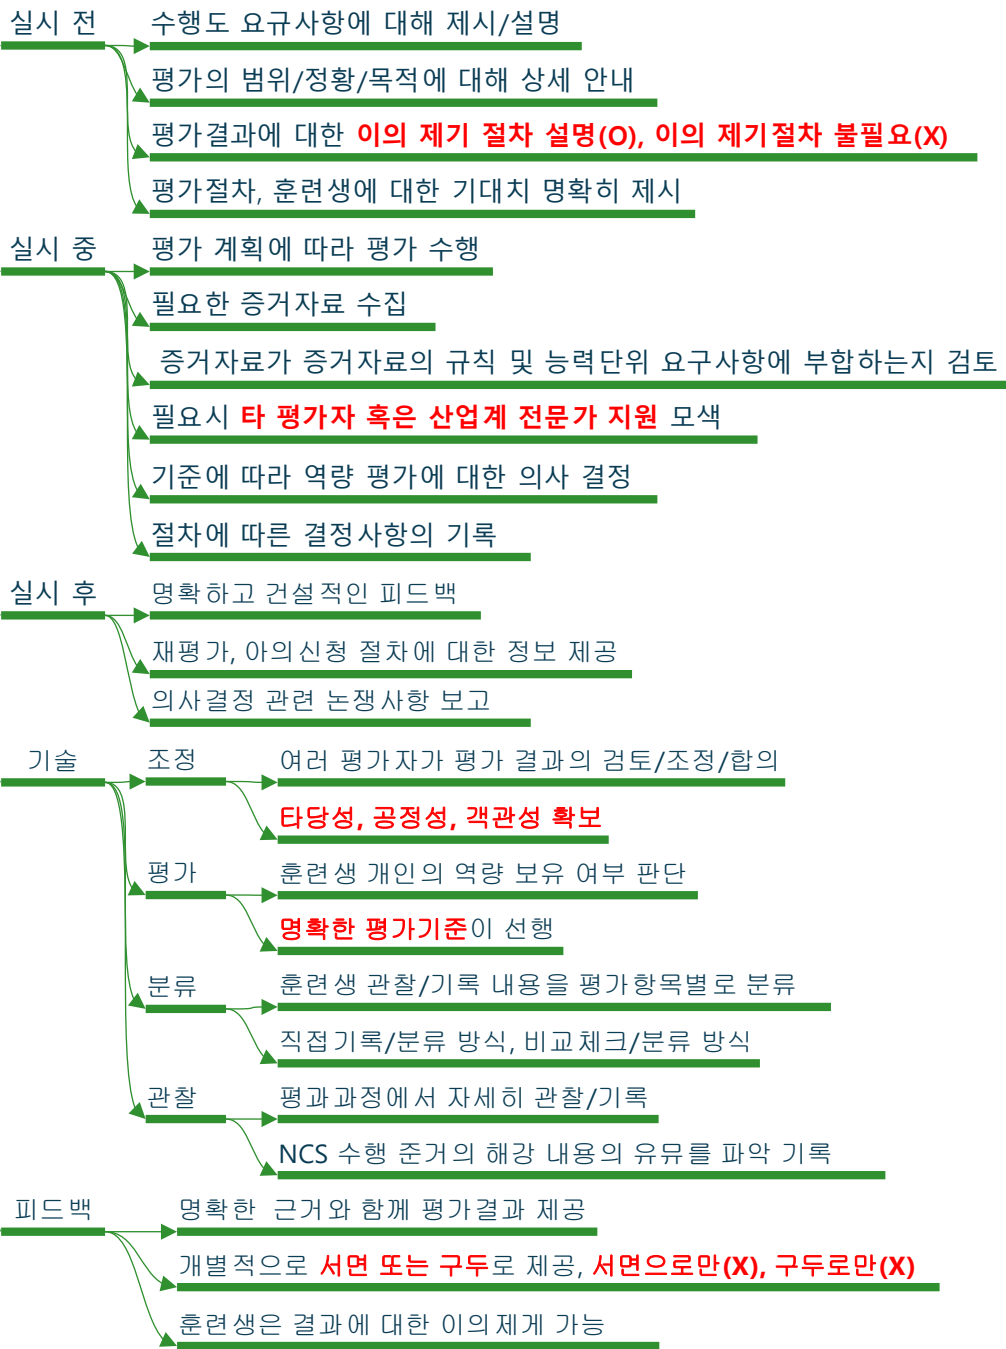 실시 전
수행도 요규사항에 대해 제시/설명
평가의 범위/정황/목적에 대해 상세 안내
평가결과에 대한 이의 제기 절차 설명(O), 이의 제기절차 불필요(X)
평가절차, 훈련생에 대한 기대치 명확히 제시
실시 중
평가 계획에 따라 평가 수행
필요한 증거자료 수집
증거자료가 증거자료의 규칙 및 능력단위 요구사항에 부합하는지 검토
필요시 타 평가자 혹은 산업계 전문가 지원 모색
기준에 따라 역량 평가에 대한 의사 결정
절차에 따른 결정사항의 기록
실시 후
명확하고 건설적인 피드백
재평가, 아의신청 절차에 대한 정보 제공
의사결정 관련 논쟁사항 보고
기술
조정
여러 평가자가 평가 결과의 검토/조정/합의
타당성, 공정성, 객관성 확보
평가
훈련생 개인의 역량 보유 여부 판단
명확한 평가기준이 선행
분류
훈련생 관찰/기록 내용을 평가항목별로 분류
직접기록/분류 방식, 비교체크/분류 방식
관찰
평과과정에서 자세히 관찰/기록
NCS 수행 준거의 해강 내용의 유뮤를 파악 기록
피드백
명확한 근거와 함께 평가결과 제공
개별적으로 서면 또는 구두로 제공, 서면으로만(X), 구두로만(X)
훈련생은 결과에 대한 이의제게 가능